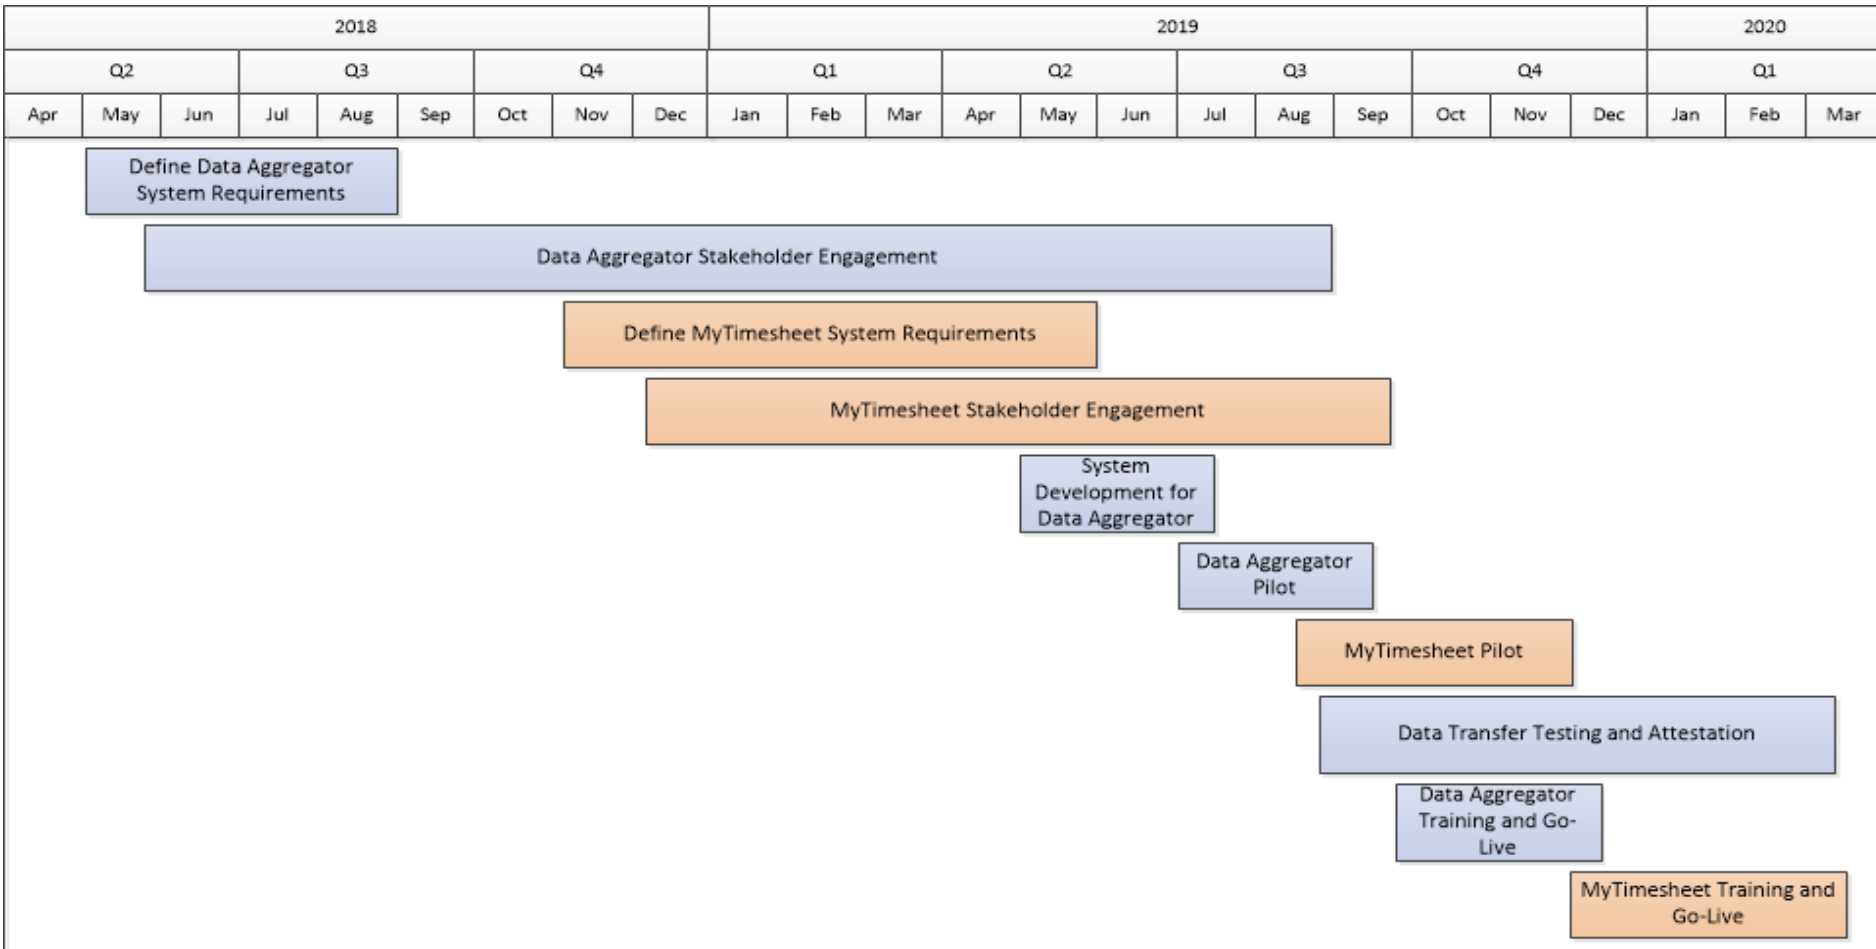 2018 2019 2020
Q2 Q3 Q4 Q1 Q2 Q3 Q4 Q1
Apr May Jun Jul Aug Sep Oct Nov Dec Jan Feb Mar Apr May Jun Jul Aug Sep Oct Nov Dec Jan Feb Mar
Define Data Aggregator
System Requirements
Data Aggregator Stakeholder Engagement
Define MyTimesheet System Requirements
MyTimesheet Stakeholder Engagement
System
Development for
Data Aggregator
Data Aggregator
Pilot
MyTimesheet Pilot
Data Transfer Testing and Attestation
Data Aggregator
Training and Go-
Live
MyTimesheet Training and
Go-Live